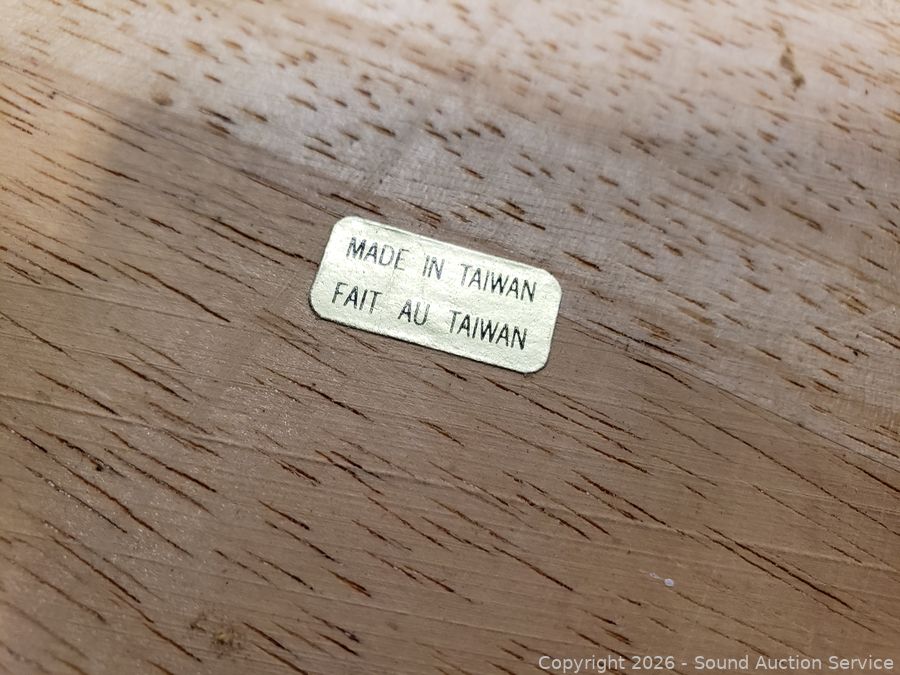 MADE IN TAIWAN
FAIT AU TAIWAN
Copyright 2026 - Sound Auction Service